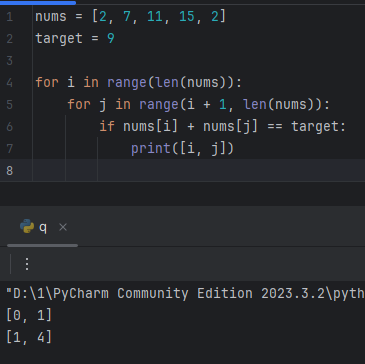 1 nums = [2, 7, 11, 15, 2]
2 target = 9
3
4 for i in range(len(nums)):
5     for j in range(i + 1, len(nums)):
6         if nums[i] + nums[j] == target:
7             print([i, j])
8
q ×
"D:\1\PyCharm Community Edition 2023.3.2\pyth
[0, 1]
[1, 4]